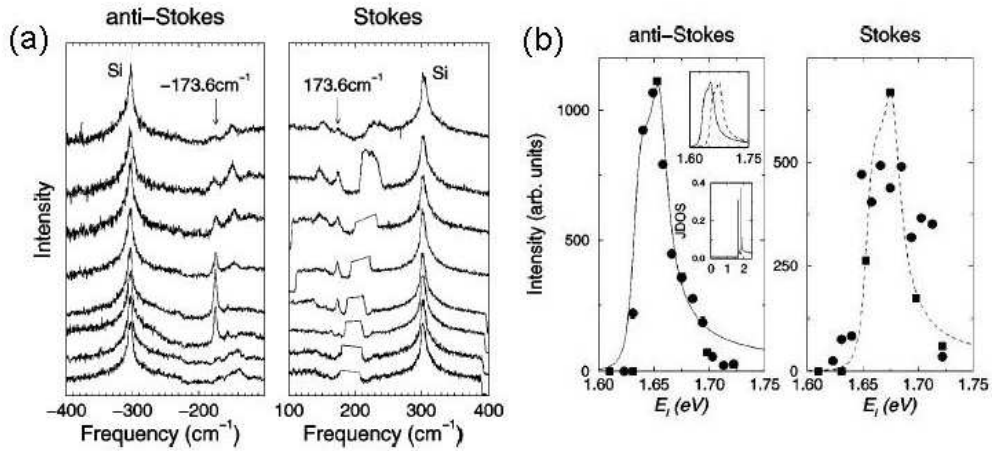 (a)
anti-Stokes
Stokes
Si
-173.6cm⁻¹
173.6cm⁻¹
Si
Intensity
-400 -300 -200 -100
100 200 300 400
Frequency (cm⁻¹)
Frequency (cm⁻¹)
(b)
anti-Stokes
Stokes
1000
500
0
Intensity (arb. units)
1.60 1.75
JDOS
0.4
0.2
0.0
0 1 2
500
250
0
1.60 1.65 1.70 1.75
1.60 1.65 1.70 1.75
E_i (eV)
E_i (eV)